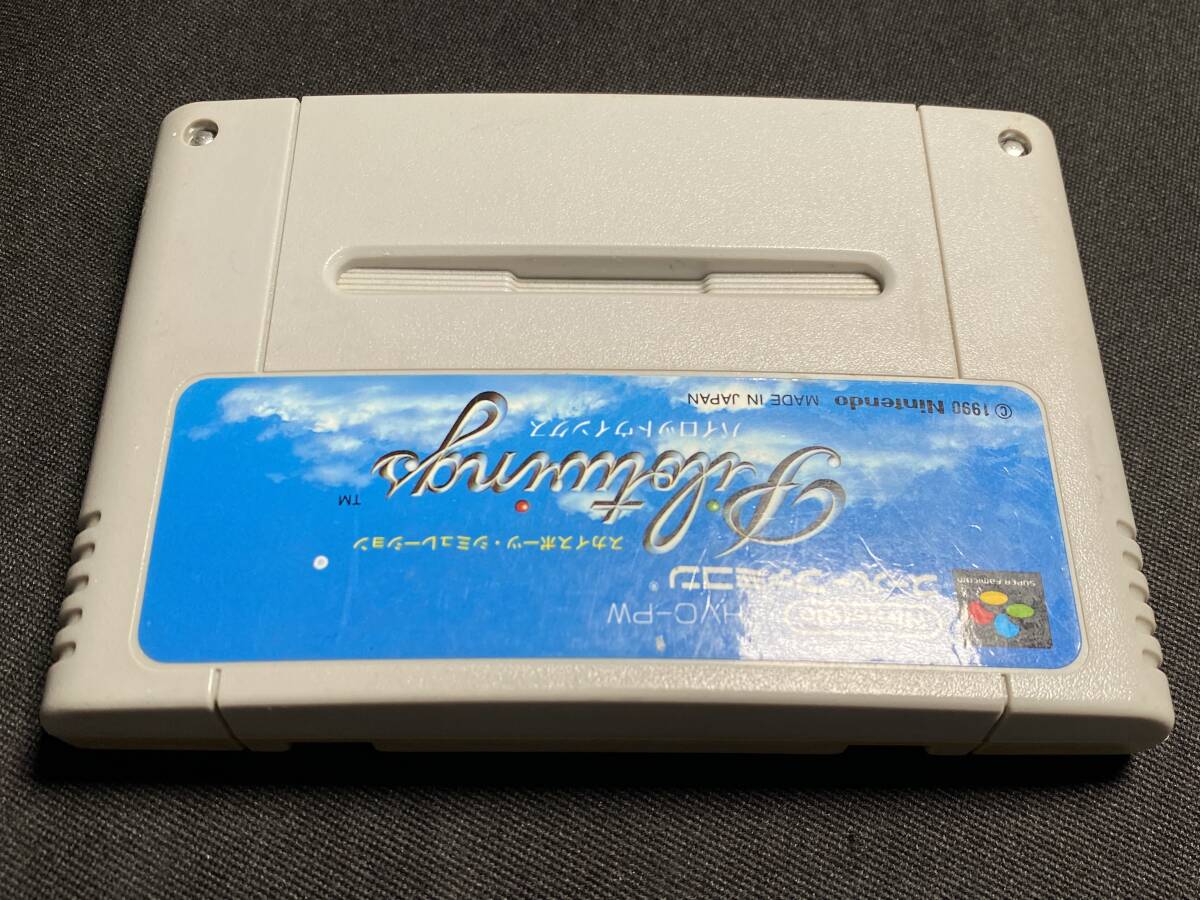 SUPER FAMICOM
Nintendo
SHVC-PW
スーパーファミコン®
スカイスポーツ・シミュレーション
Pilotwings™
パイロットウイングス
© 1990 Nintendo MADE IN JAPAN